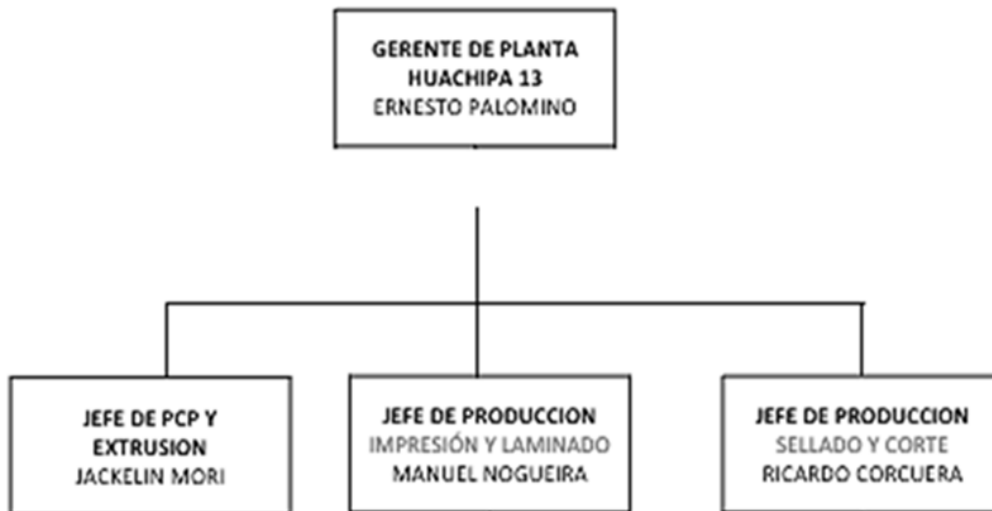 GERENTE DE PLANTA
HUACHIPA 13
ERNESTO PALOMINO
JEFE DE PCP Y
EXTRUSION
JACKELIN MORI
JEFE DE PRODUCCION
IMPRESIÓN Y LAMINADO
MANUEL NOGUEIRA
JEFE DE PRODUCCION
SELLADO Y CORTE
RICARDO CORCUERA